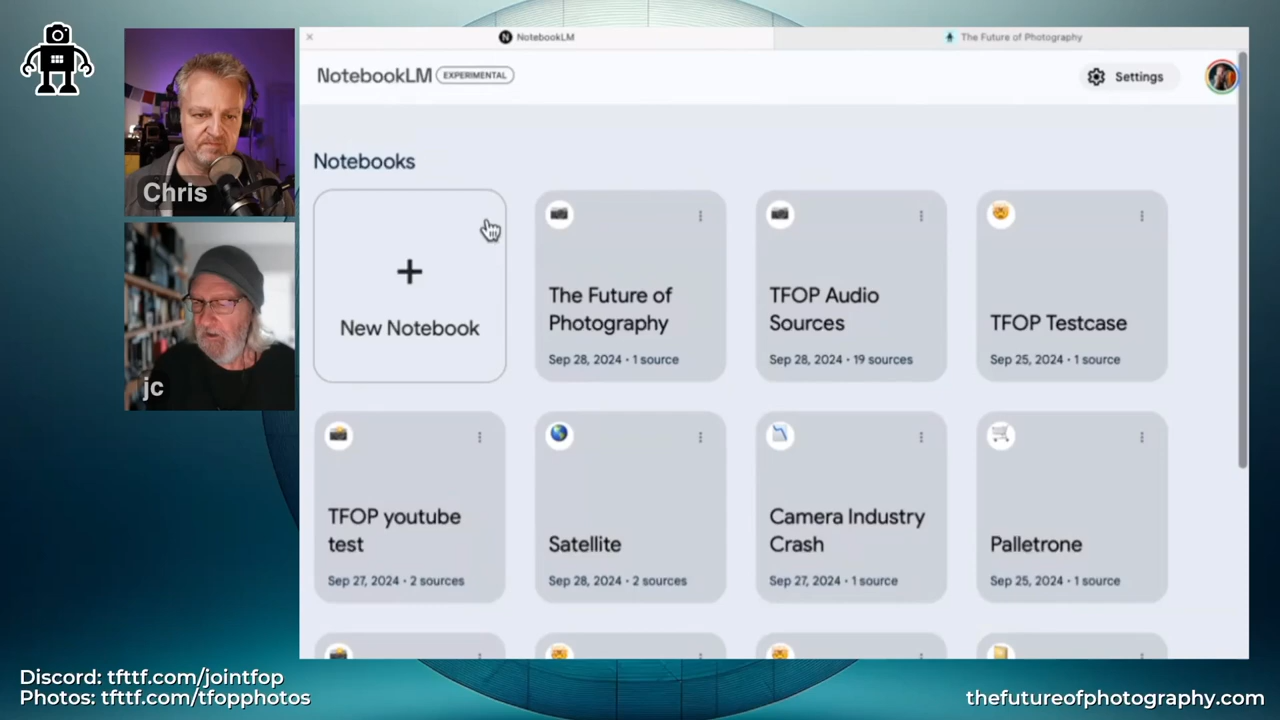 NotebookLM
The Future of Photography
NotebookLM EXPERIMENTAL
Settings
Chris
jc
Notebooks
New Notebook
The Future of
Photography
Sep 28, 2024 · 1 source
TFOP Audio
Sources
Sep 28, 2024 · 19 sources
TFOP Testcase
Sep 25, 2024 · 1 source
TFOP youtube
test
Sep 27, 2024 · 2 sources
Satellite
Sep 28, 2024 · 2 sources
Camera Industry
Crash
Sep 27, 2024 · 1 source
Palletrone
Sep 25, 2024 · 1 source
Discord: tfttf.com/jointfop
Photos: tfttf.com/tfopphotos
thefutureofphotography.com